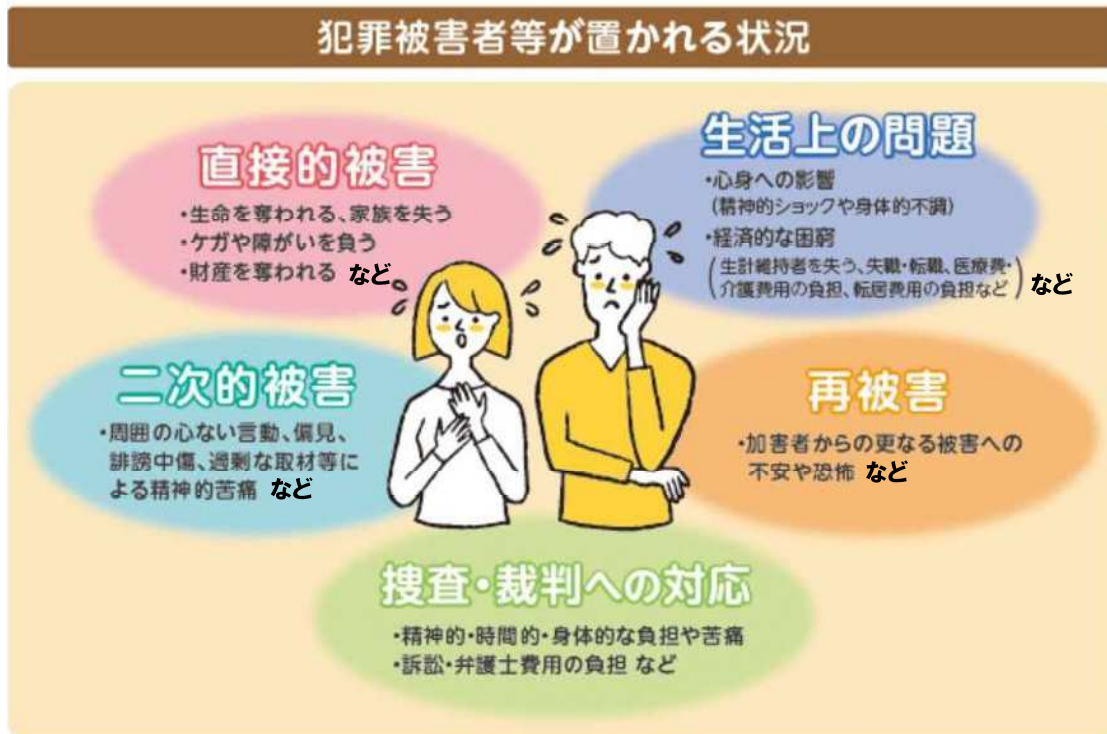 犯罪被害者等が置かれる状況
直接的被害
・生命を奪われる、家族を失う
・ケガや障がいを負う
・財産を奪われる など
生活上の問題
・心身への影響
(精神的ショックや身体的不調)
・経済的な困窮
(生計維持者を失う、失職・転職、医療費・
介護費用の負担、転居費用の負担など) など
二次的被害
・周囲の心ない言動、偏見、
誹謗中傷、過剰な取材等に
よる精神的苦痛 など
再被害
・加害者からの更なる被害への
不安や恐怖 など
捜査・裁判への対応
・精神的・時間的・身体的な負担や苦痛
・訴訟・弁護士費用の負担 など